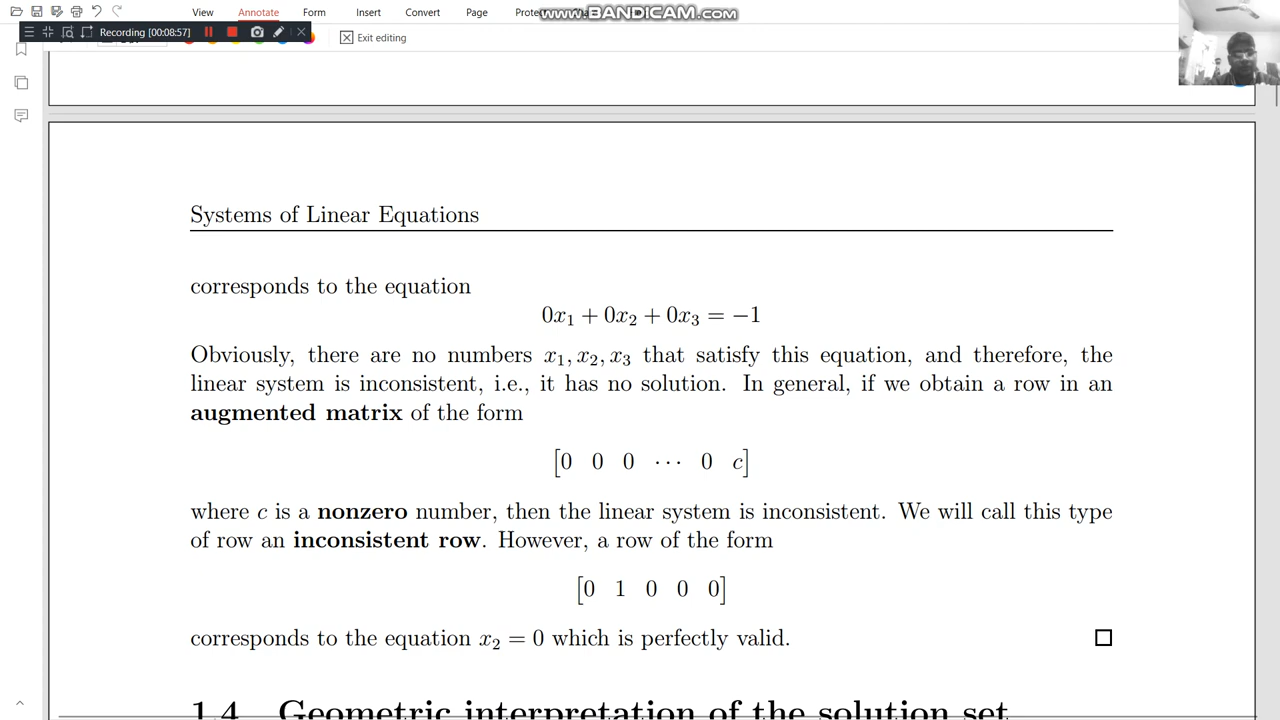 View Annotate Form Insert Convert Page
www.BANDICAM.com
Recording [00:08:57]
Exit editing
Systems of Linear Equations
corresponds to the equation
0x₁ + 0x₂ + 0x₃ = −1
Obviously, there are no numbers x₁, x₂, x₃ that satisfy this equation, and therefore, the
linear system is inconsistent, i.e., it has no solution. In general, if we obtain a row in an
augmented matrix of the form
[0 0 0 ⋯ 0 c]
where c is a nonzero number, then the linear system is inconsistent. We will call this type
of row an inconsistent row. However, a row of the form
[0 1 0 0 0]
corresponds to the equation x₂ = 0 which is perfectly valid.
1.4 Geometric interpretation of the solution set